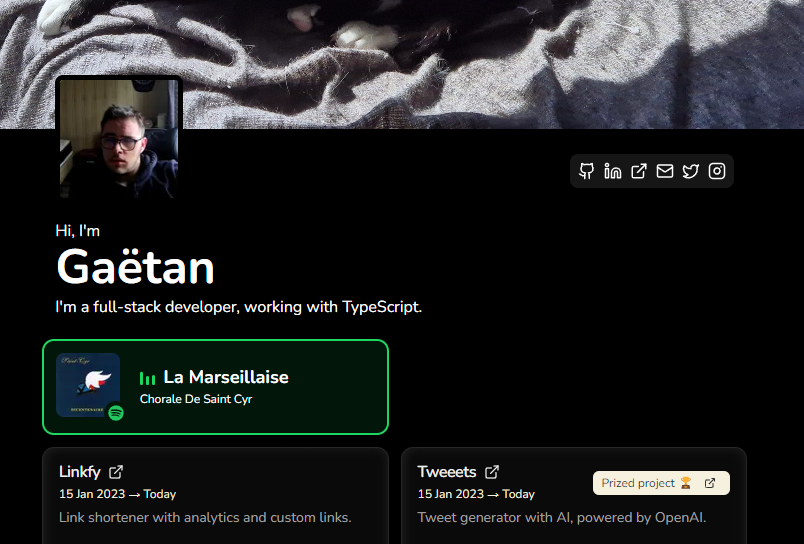 Hi, I'm
Gaëtan
I'm a full-stack developer, working with TypeScript.
La Marseillaise
Chorale De Saint Cyr
Linkfy
15 Jan 2023 → Today
Link shortener with analytics and custom links.
Tweeets
15 Jan 2023 → Today
Prized project 🏆
Tweet generator with AI, powered by OpenAI.